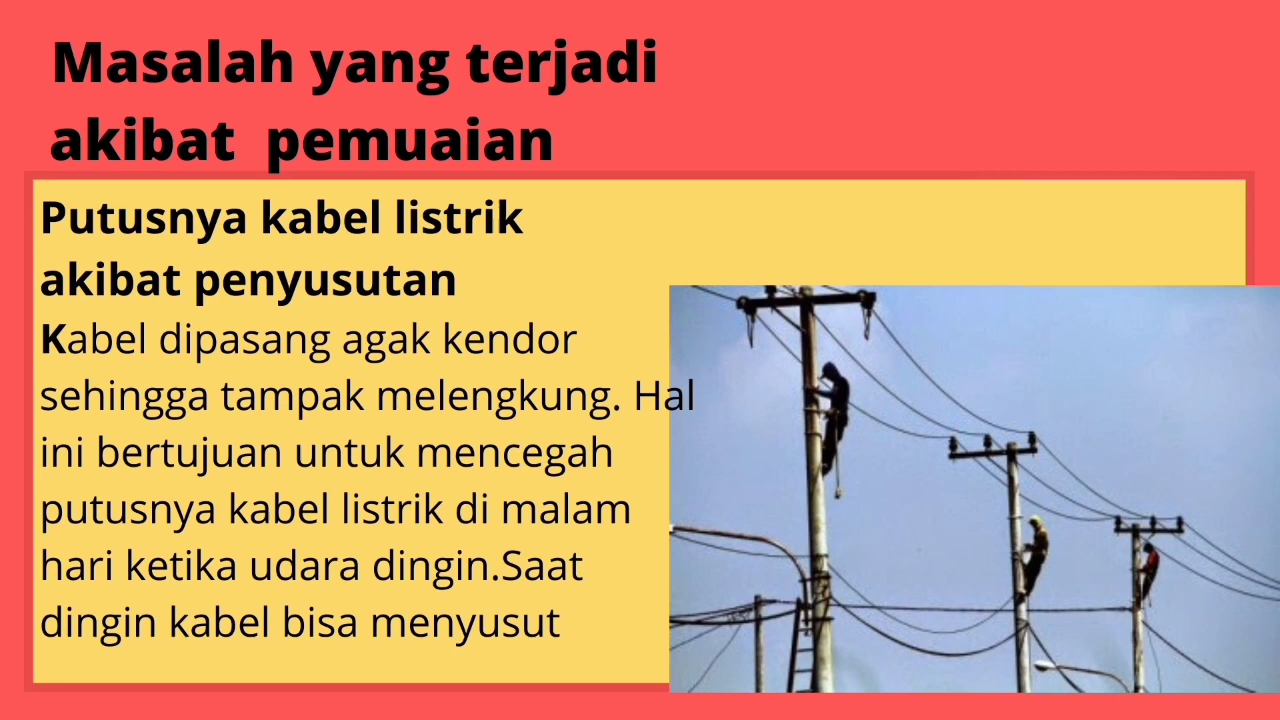 Masalah yang terjadi
akibat pemuaian
Putusnya kabel listrik
akibat penyusutan
Kabel dipasang agak kendor
sehingga tampak melengkung. Hal
ini bertujuan untuk mencegah
putusnya kabel listrik di malam
hari ketika udara dingin.Saat
dingin kabel bisa menyusut